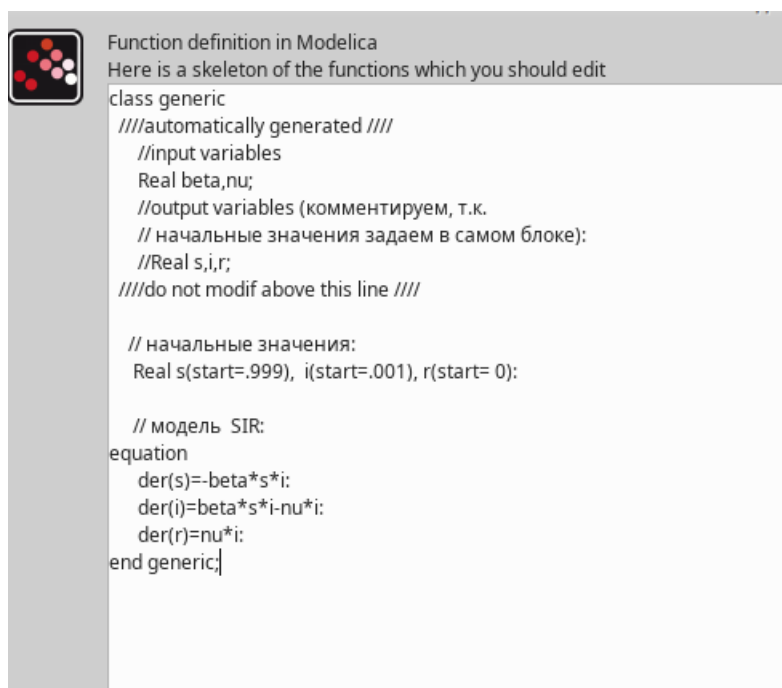 Function definition in Modelica
Here is a skeleton of the functions which you should edit
class generic
////automatically generated ////
//input variables
Real beta,nu;
//output variables (комментируем, т.к.
// начальные значения задаем в самом блоке):
//Real s,i,r;
////do not modif above this line ////
// начальные значения:
Real s(start=.999), i(start=.001), r(start= 0):
// модель SIR:
equation
der(s)=-beta*s*i:
der(i)=beta*s*i-nu*i:
der(r)=nu*i:
end generic;